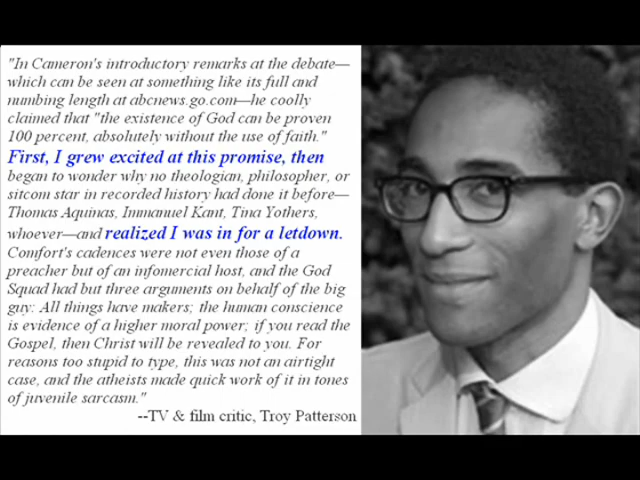 "In Cameron's introductory remarks at the debate—
which can be seen at something like its full and
numbing length at abcnews.go.com—he coolly
claimed that "the existence of God can be proven
100 percent, absolutely without the use of faith."
First, I grew excited at this promise, then
began to wonder why no theologian, philosopher, or
sitcom star in recorded history had done it before—
Thomas Aquinas, Immanuel Kant, Tina Yothers,
whoever—and realized I was in for a letdown.
Comfort's cadences were not even those of a
preacher but of an infomercial host, and the God
Squad had but three arguments on behalf of the big
guy: All things have makers; the human conscience
is evidence of a higher moral power; if you read the
Gospel, then Christ will be revealed to you. For
reasons too stupid to type, this was not an airtight
case, and the atheists made quick work of it in tones
of juvenile sarcasm."
--TV & film critic, Troy Patterson